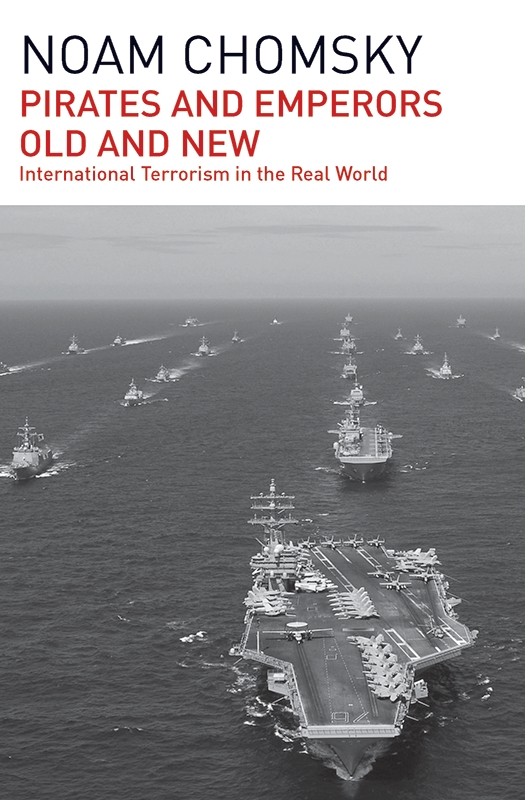 NOAM CHOMSKY
PIRATES AND EMPERORS
OLD AND NEW
International Terrorism in the Real World